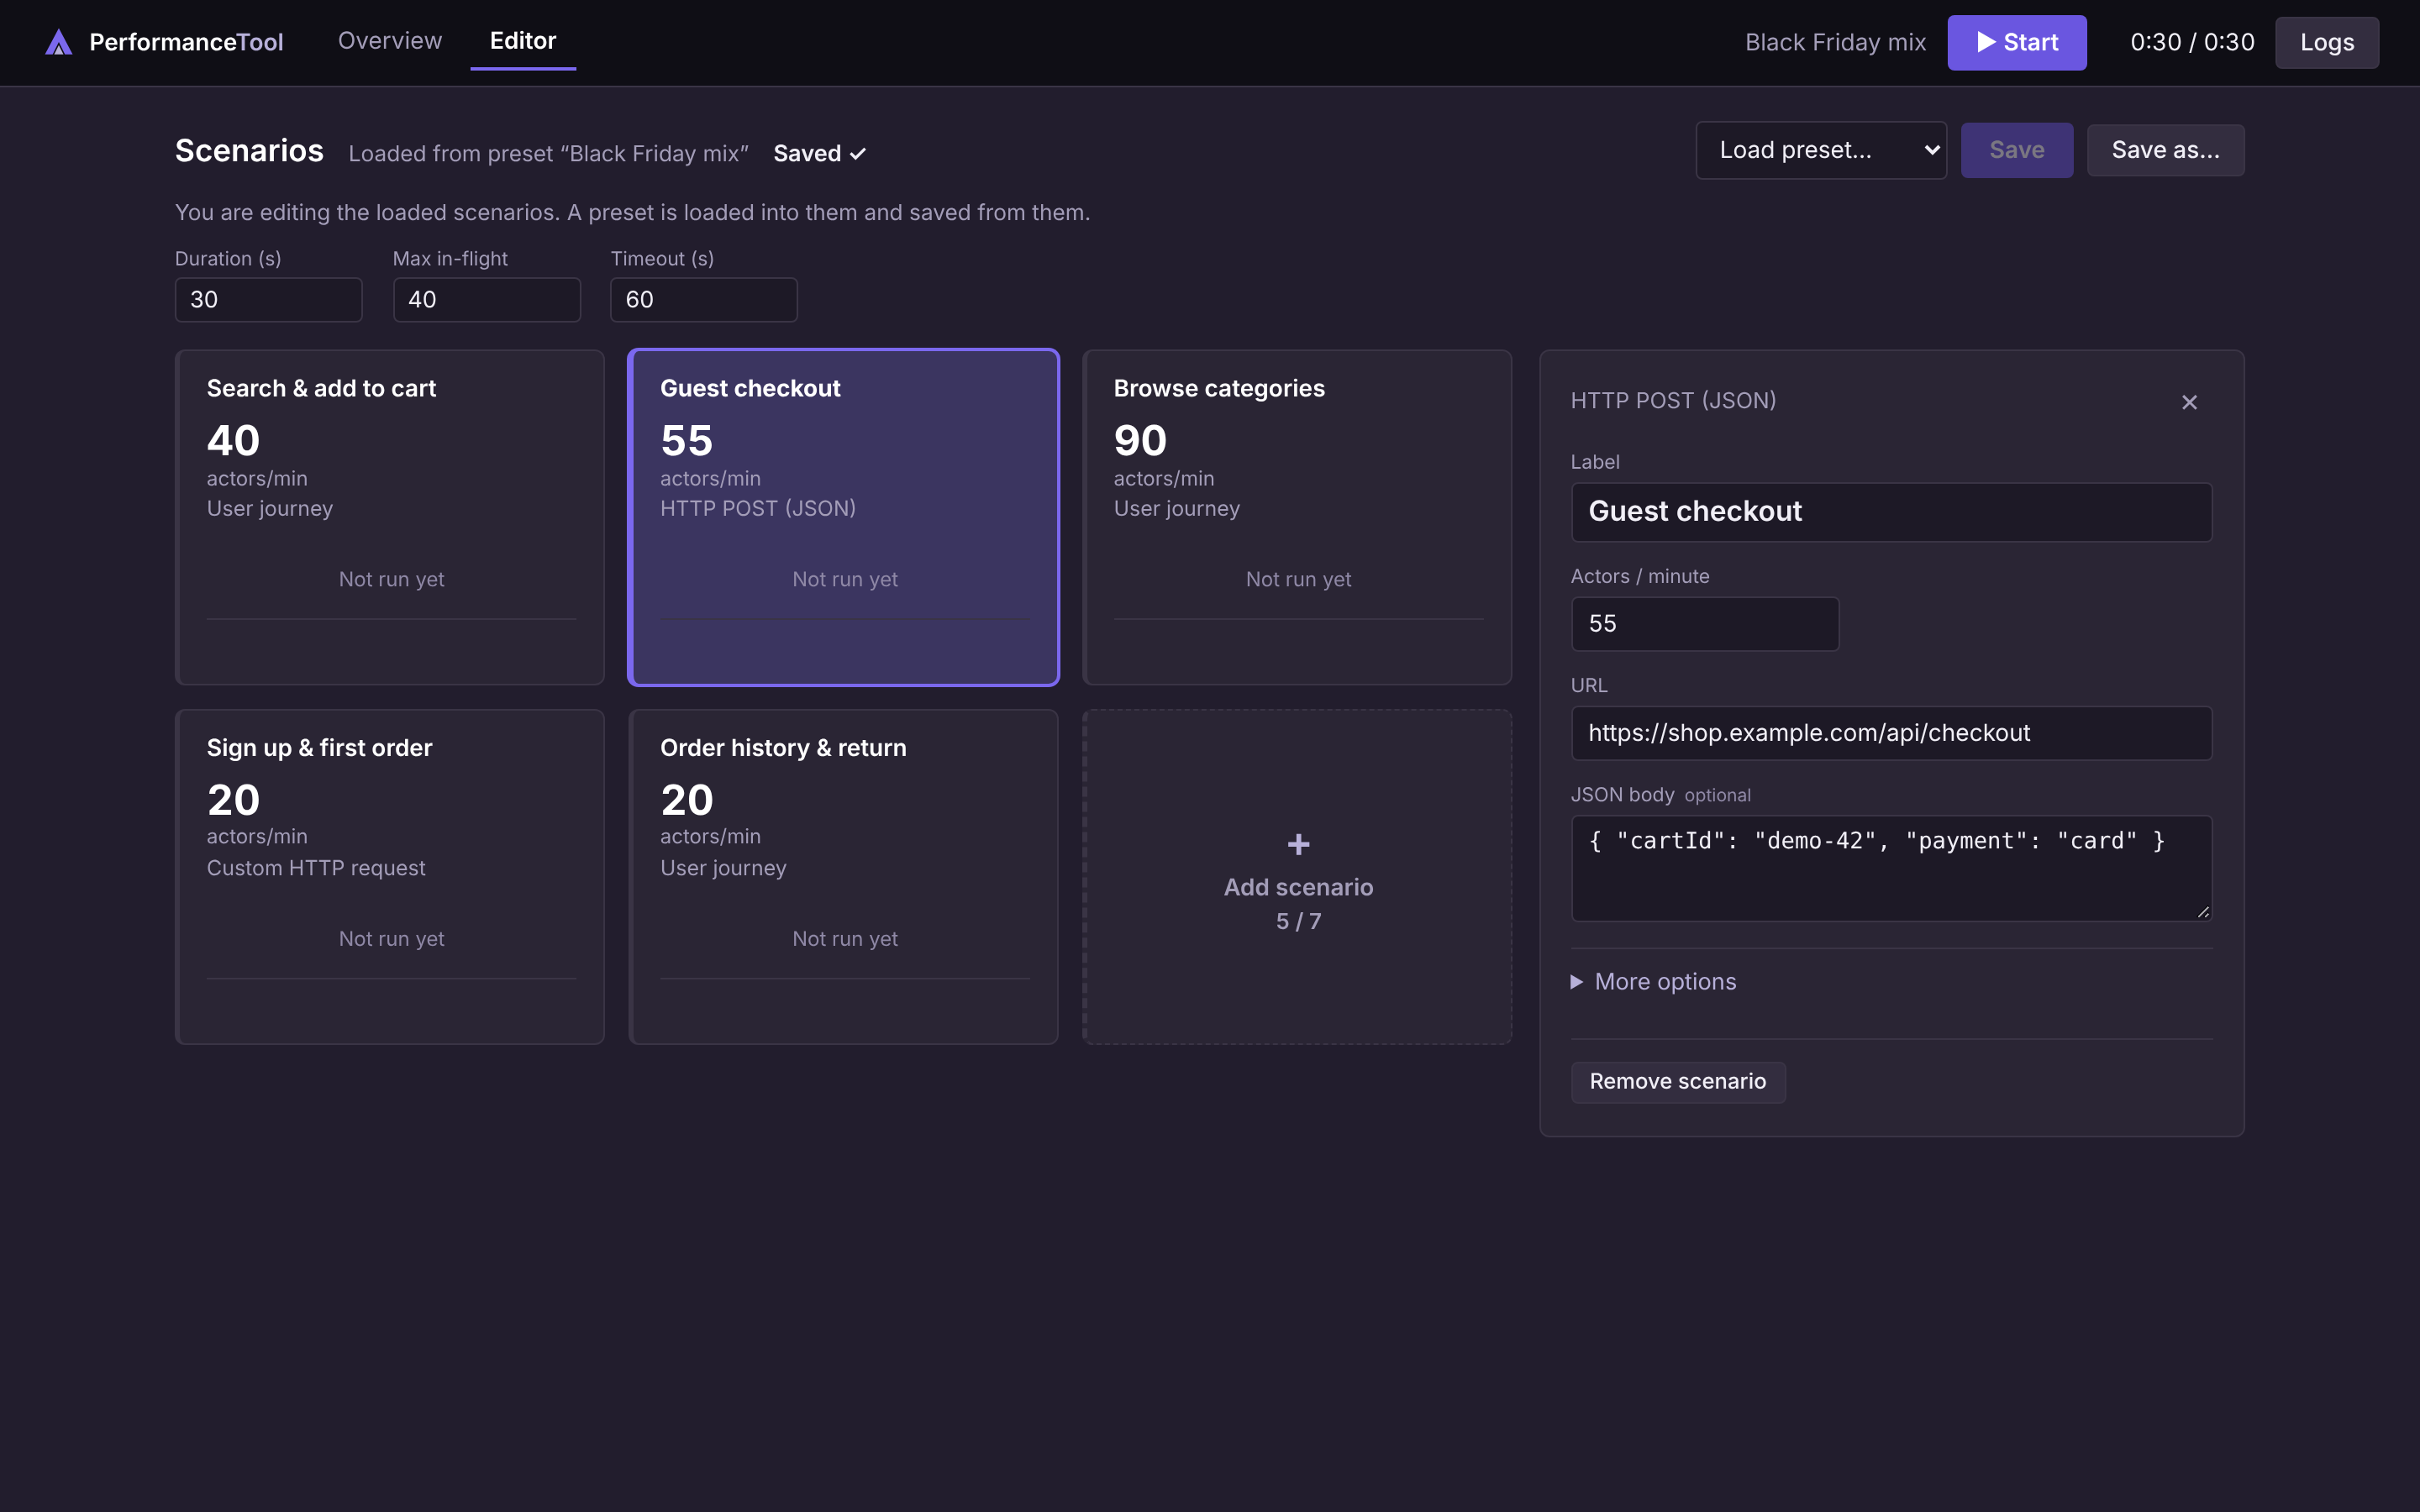 PerformanceTool
Overview
Editor
Black Friday mix
Start
0:30 / 0:30
Logs
Scenarios
Loaded from preset “Black Friday mix”
Saved ✓
Load preset...
Save
Save as...
You are editing the loaded scenarios. A preset is loaded into them and saved from them.
Duration (s)
Max in-flight
Timeout (s)
30
40
60
Search & add to cart
40
actors/min
User journey
Not run yet
Guest checkout
55
actors/min
HTTP POST (JSON)
Not run yet
Browse categories
90
actors/min
User journey
Not run yet
Sign up & first order
20
actors/min
Custom HTTP request
Not run yet
Order history & return
20
actors/min
User journey
Not run yet
+
Add scenario
5 / 7
HTTP POST (JSON)
Label
Guest checkout
Actors / minute
55
URL
https://shop.example.com/api/checkout
JSON body optional
{ "cartId": "demo-42", "payment": "card" }
More options
Remove scenario